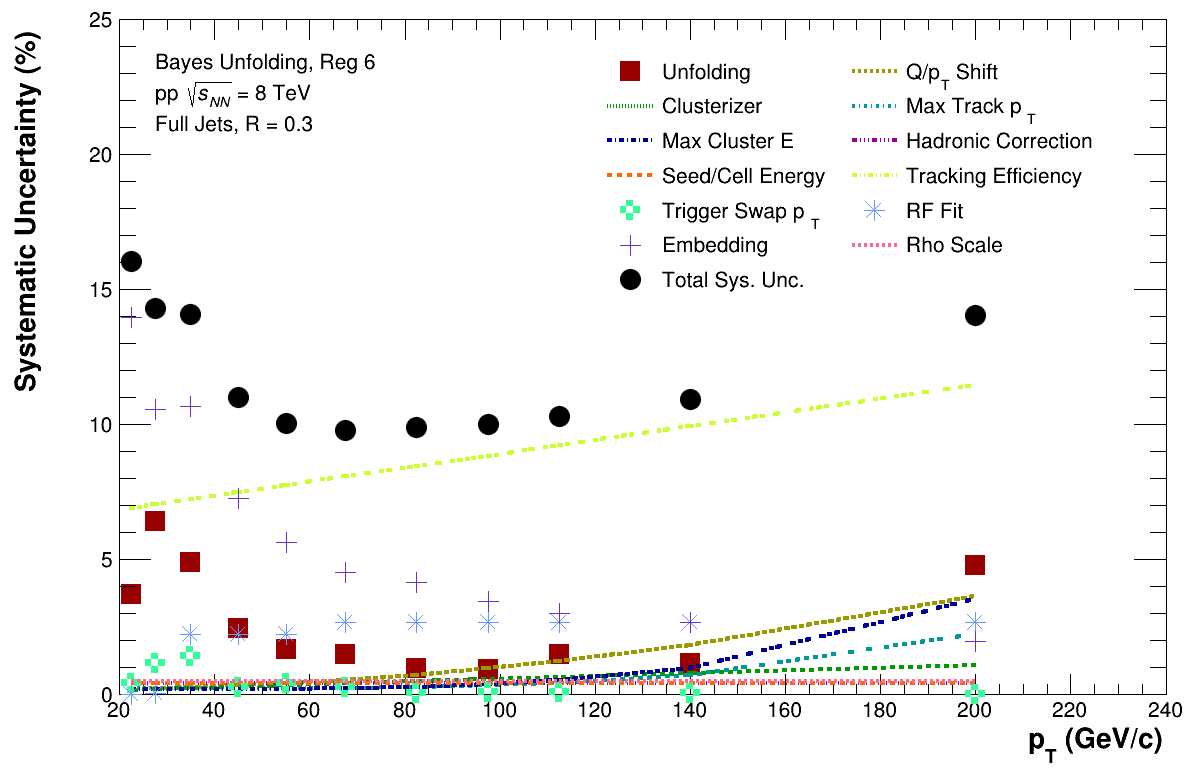 Systematic Uncertainty (%)
25
20
15
10
5
0
Bayes Unfolding, Reg 6
pp √s_NN = 8 TeV
Full Jets, R = 0.3
Unfolding
Clusterizer
Max Cluster E
Seed/Cell Energy
Trigger Swap p_T
Embedding
Total Sys. Unc.
Q/p_T Shift
Max Track p_T
Hadronic Correction
Tracking Efficiency
RF Fit
Rho Scale
20 40 60 80 100 120 140 160 180 200 220 240
p_T (GeV/c)